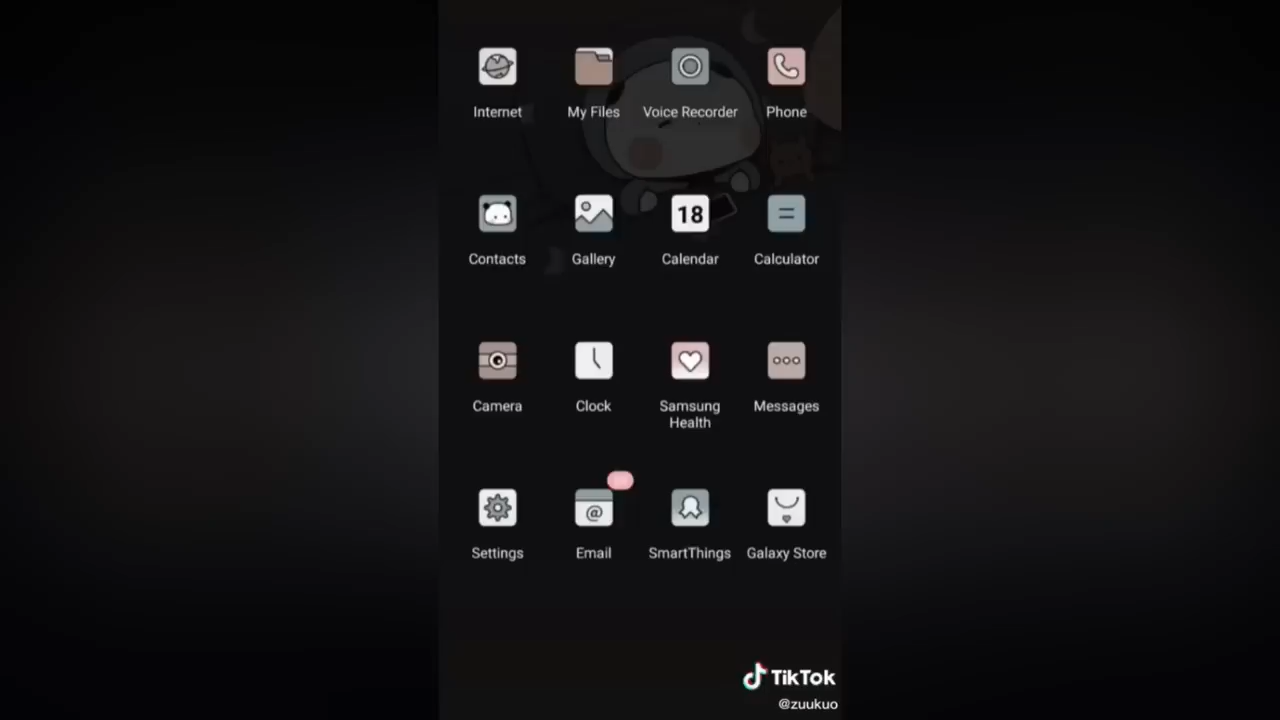 Internet
My Files
Voice Recorder
Phone
Contacts
Gallery
18
Calendar
=
Calculator
Camera
Clock
Samsung
Health
Messages
@
Settings
Email
SmartThings
Galaxy Store
TikTok
@zuukuo